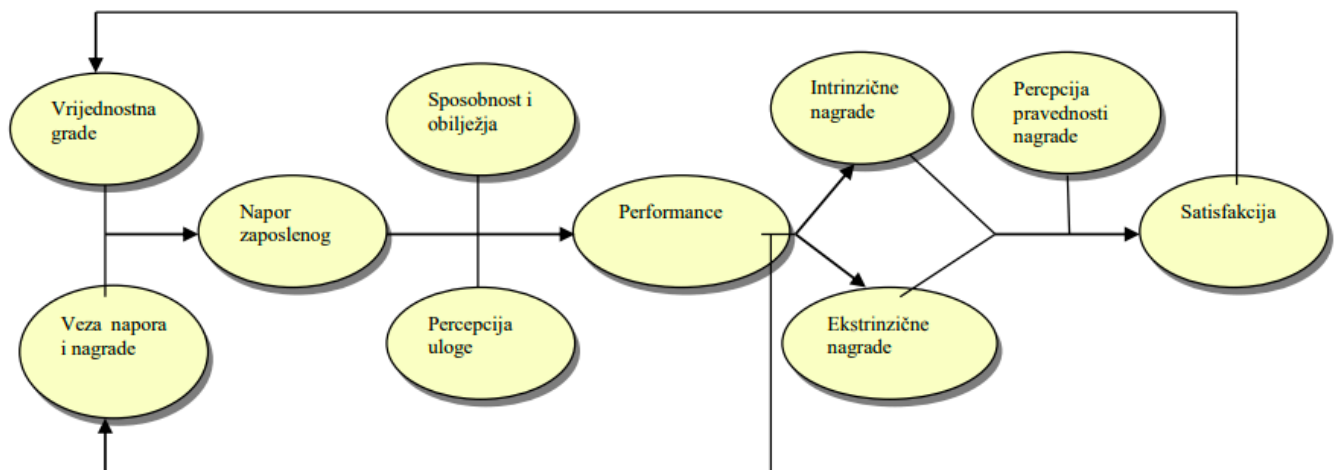 Vrijednostna
grade
Sposobnost i
obilježja
Intrinzične
nagrade
Percpcija
pravednosti
nagrade
Napor
zaposlenog
Performance
Satisfakcija
Veza napora
i nagrade
Percepcija
uloge
Ekstrinzične
nagrade